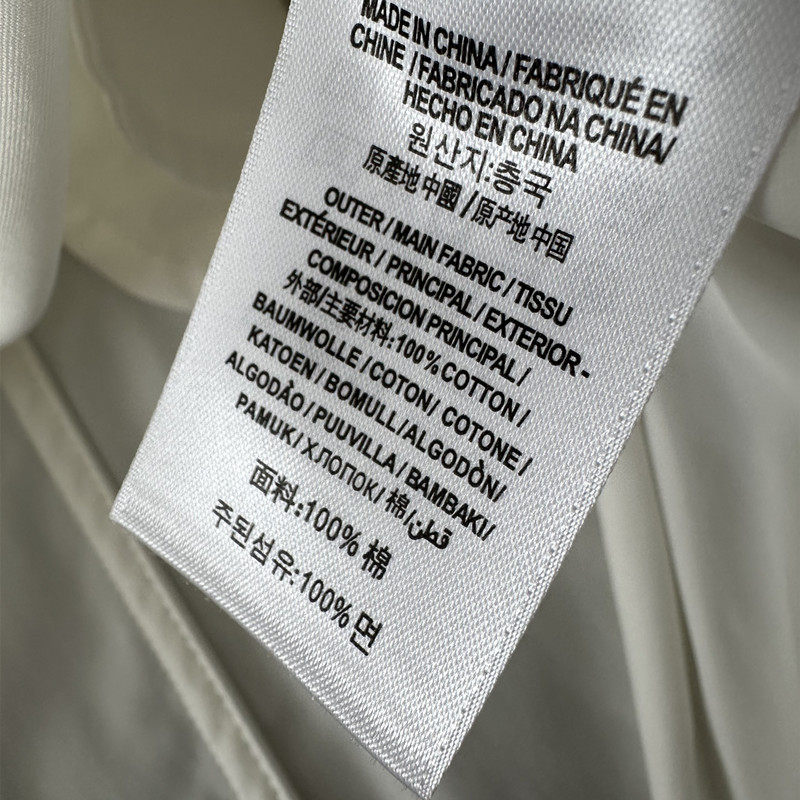 MADE IN CHINA / FABRIQUÉ EN
CHINE / FABRICADO NA CHINA/
HECHO EN CHINA
원산지:총국
原產地 中國 / 原产地 中国
OUTER / MAIN FABRIC / TISSU
EXTÉRIEUR / PRINCIPAL / EXTERIOR-
COMPOSICION PRINCIPAL /
外部/主要材料:100% COTTON /
BAUMWOLLE / COTON/ COTONE /
KATOEN / BOMULL / ALGODÒN/
ALGODÀO / PUUVILLA / BAMBAKI/
PAMUK / ХЛОПОК/ 棉/قطن
面料:100% 棉
주된섬유:100% 면